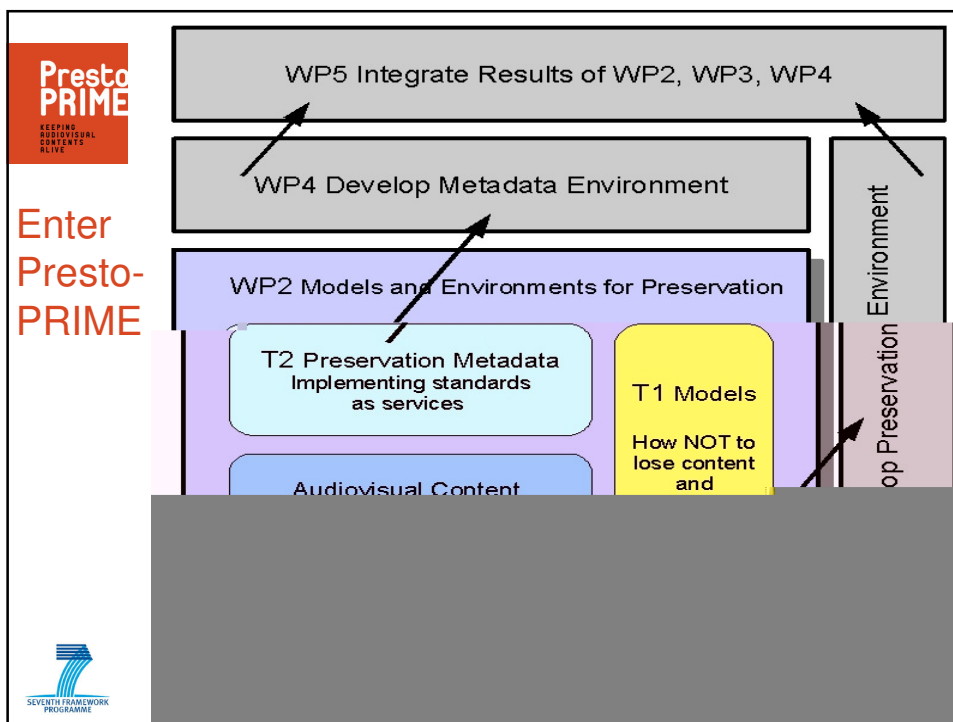 Presto
PRIME
KEEPING
AUDIOVISUAL
CONTENTS
ALIVE
Enter
Presto-
PRIME
WP5 Integrate Results of WP2, WP3, WP4
WP4 Develop Metadata Environment
WP2 Models and Environments for Preservation
T2 Preservation Metadata
Implementing standards
as services
T1 Models
How NOT to
lose content
and
Audiovisual Content
op Preservation Environment
SEVENTH FRAMEWORK
PROGRAMME